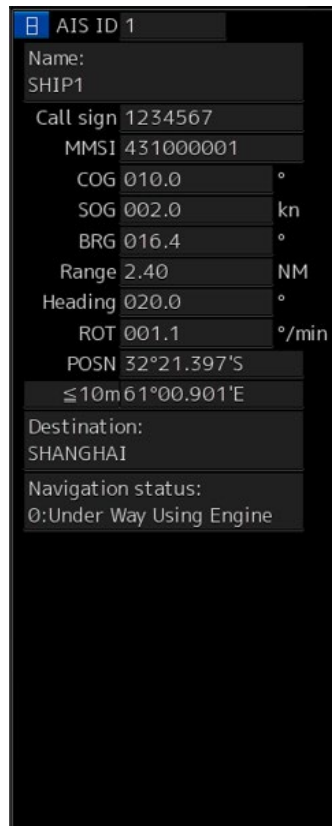 AIS ID 1
Name:
SHIP1
Call sign 1234567
MMSI 431000001
COG 010.0 °
SOG 002.0 kn
BRG 016.4 °
Range 2.40 NM
Heading 020.0 °
ROT 001.1 °/min
POSN 32°21.397'S
≦10m 61°00.901'E
Destination:
SHANGHAI
Navigation status:
0:Under Way Using Engine